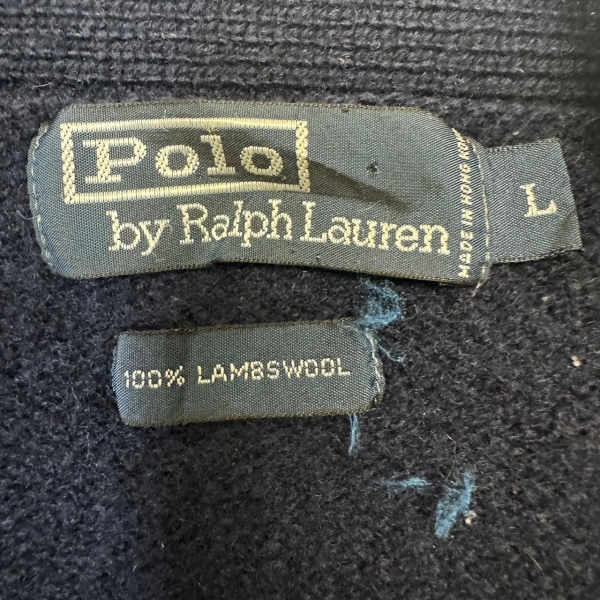 Polo
by Ralph Lauren
MADE IN HONG KONG
L
100% LAMBSWOOL